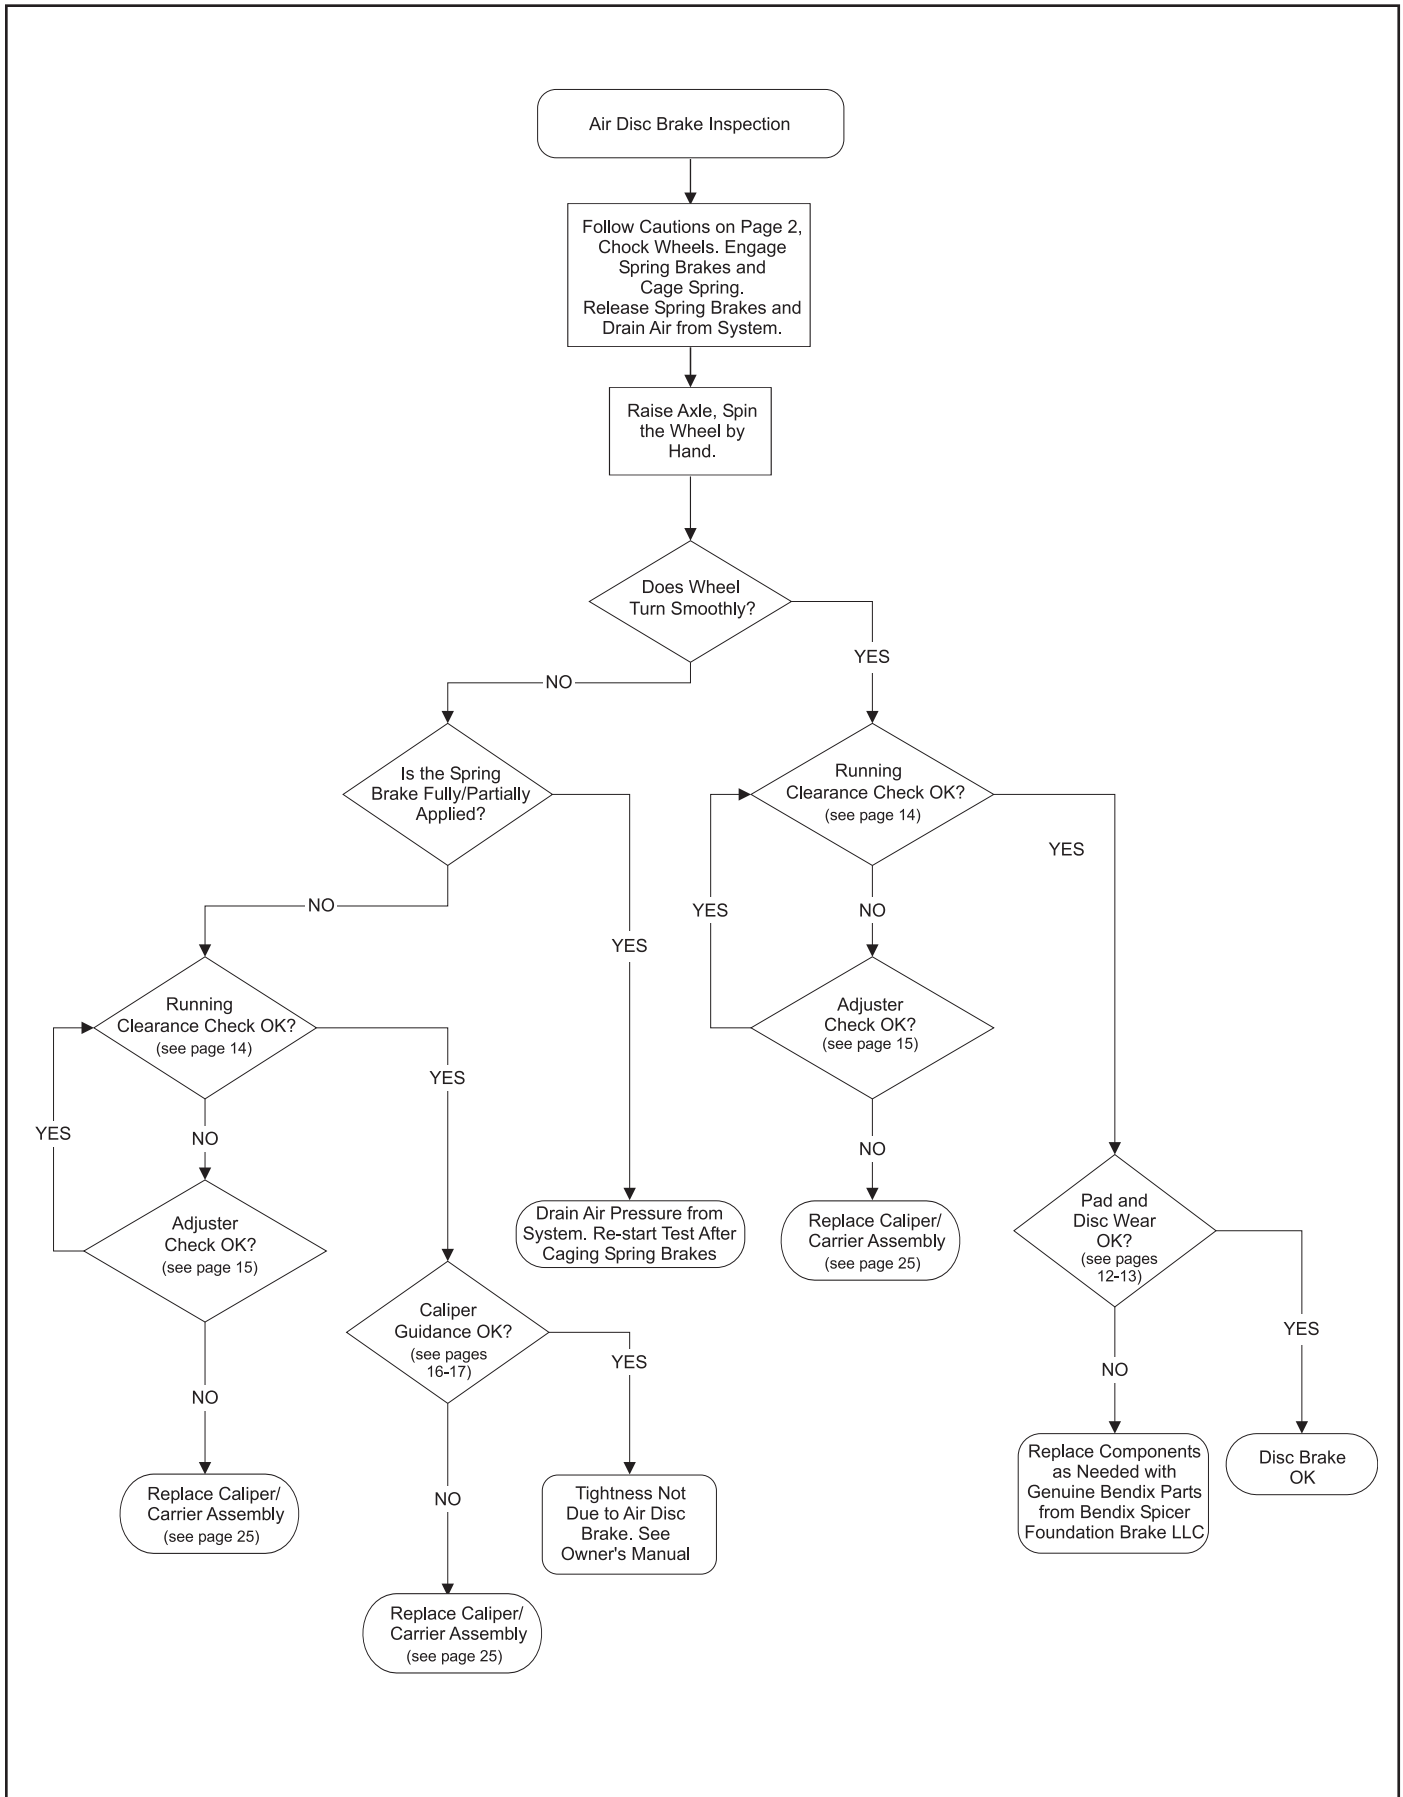 Air Disc Brake Inspection
Follow Cautions on Page 2,
Chock Wheels. Engage
Spring Brakes and
Cage Spring.
Release Spring Brakes and
Drain Air from System.
Raise Axle, Spin
the Wheel by
Hand.
Does Wheel
Turn Smoothly?
YES
NO
Is the Spring
Brake Fully/Partially
Applied?
Running
Clearance Check OK?
(see page 14)
YES
NO
YES
NO
YES
Running
Clearance Check OK?
(see page 14)
Adjuster
Check OK?
(see page 15)
YES
YES
NO
NO
Adjuster
Check OK?
(see page 15)
Drain Air Pressure from
System. Re-start Test After
Caging Spring Brakes
Replace Caliper/
Carrier Assembly
(see page 25)
Pad and
Disc Wear
OK?
(see pages
12-13)
Caliper
Guidance OK?
(see pages
16-17)
YES
YES
NO
NO
Replace Caliper/
Carrier Assembly
(see page 25)
NO
Tightness Not
Due to Air Disc
Brake. See
Owner's Manual
Replace Components
as Needed with
Genuine Bendix Parts
from Bendix Spicer
Foundation Brake LLC
Disc Brake
OK
Replace Caliper/
Carrier Assembly
(see page 25)